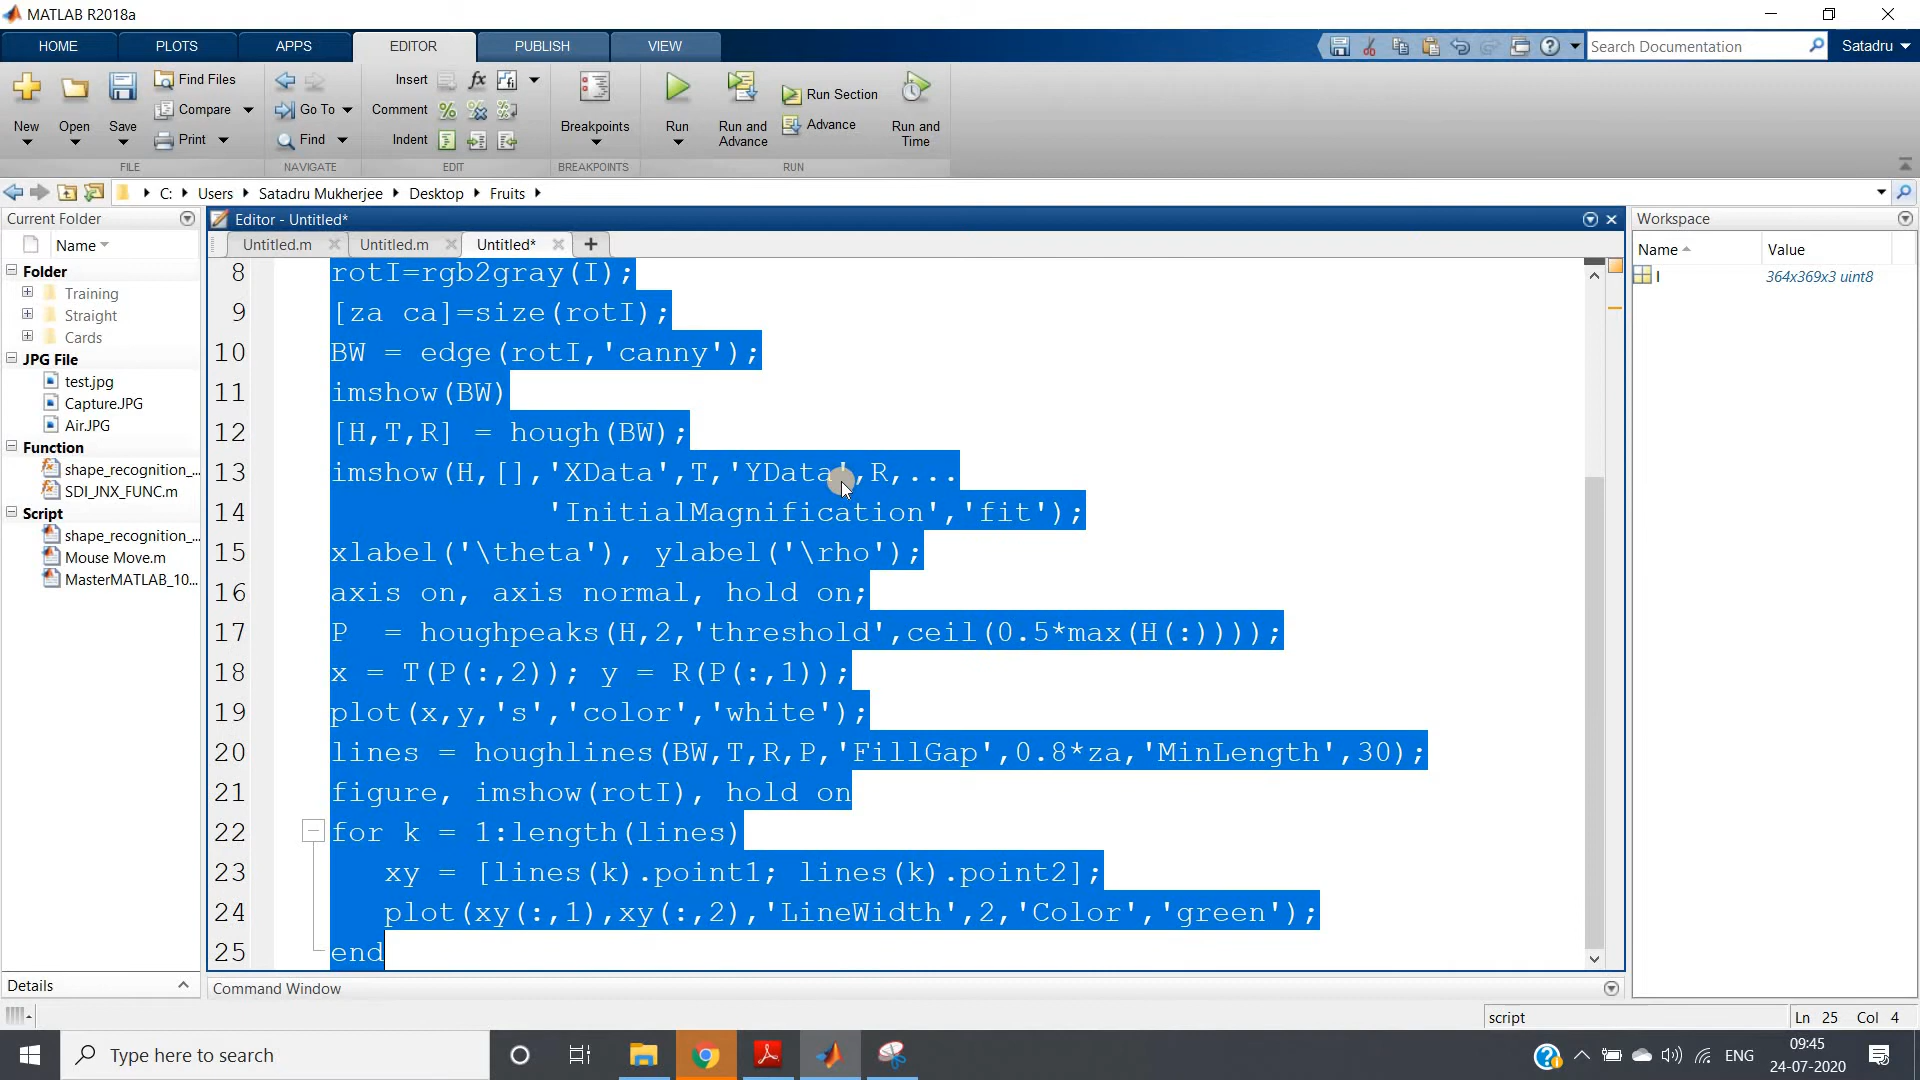 MATLAB R2018a
HOME PLOTS APPS EDITOR PUBLISH VIEW
Search Documentation Satadru
New Open Save
Find Files
Compare
Print
FILE
Go To
Find
NAVIGATE
Insert
Comment
Indent
EDIT
Breakpoints
BREAKPOINTS
Run
Run and Advance
Run Section
Advance
Run and Time
RUN
C: Users Satadru Mukherjee Desktop Fruits
Current Folder
Name
Folder
Training
Straight
Cards
JPG File
test.jpg
Capture.JPG
Air.JPG
Function
shape_recognition_...
SDI_JNX_FUNC.m
Script
shape_recognition_...
Mouse Move.m
MasterMATLAB_10...
Details
Editor - Untitled*
Untitled.m Untitled.m Untitled*
8 rotI=rgb2gray(I);
9 [za ca]=size(rotI);
10 BW = edge(rotI,'canny');
11 imshow(BW)
12 [H,T,R] = hough(BW);
13 imshow(H,[],'XData',T,'YData',R,...
14 'InitialMagnification','fit');
15 xlabel('\theta'), ylabel('\rho');
16 axis on, axis normal, hold on;
17 P  = houghpeaks(H,2,'threshold',ceil(0.5*max(H(:))));
18 x = T(P(:,2)); y = R(P(:,1));
19 plot(x,y,'s','color','white');
20 lines = houghlines(BW,T,R,P,'FillGap',0.8*za,'MinLength',30);
21 figure, imshow(rotI), hold on
22 for k = 1:length(lines)
23 xy = [lines(k).point1; lines(k).point2];
24 plot(xy(:,1),xy(:,2),'LineWidth',2,'Color','green');
25 end
Command Window
Workspace
Name Value
I 364x369x3 uint8
script Ln 25 Col 4
Type here to search
ENG
09:45
24-07-2020